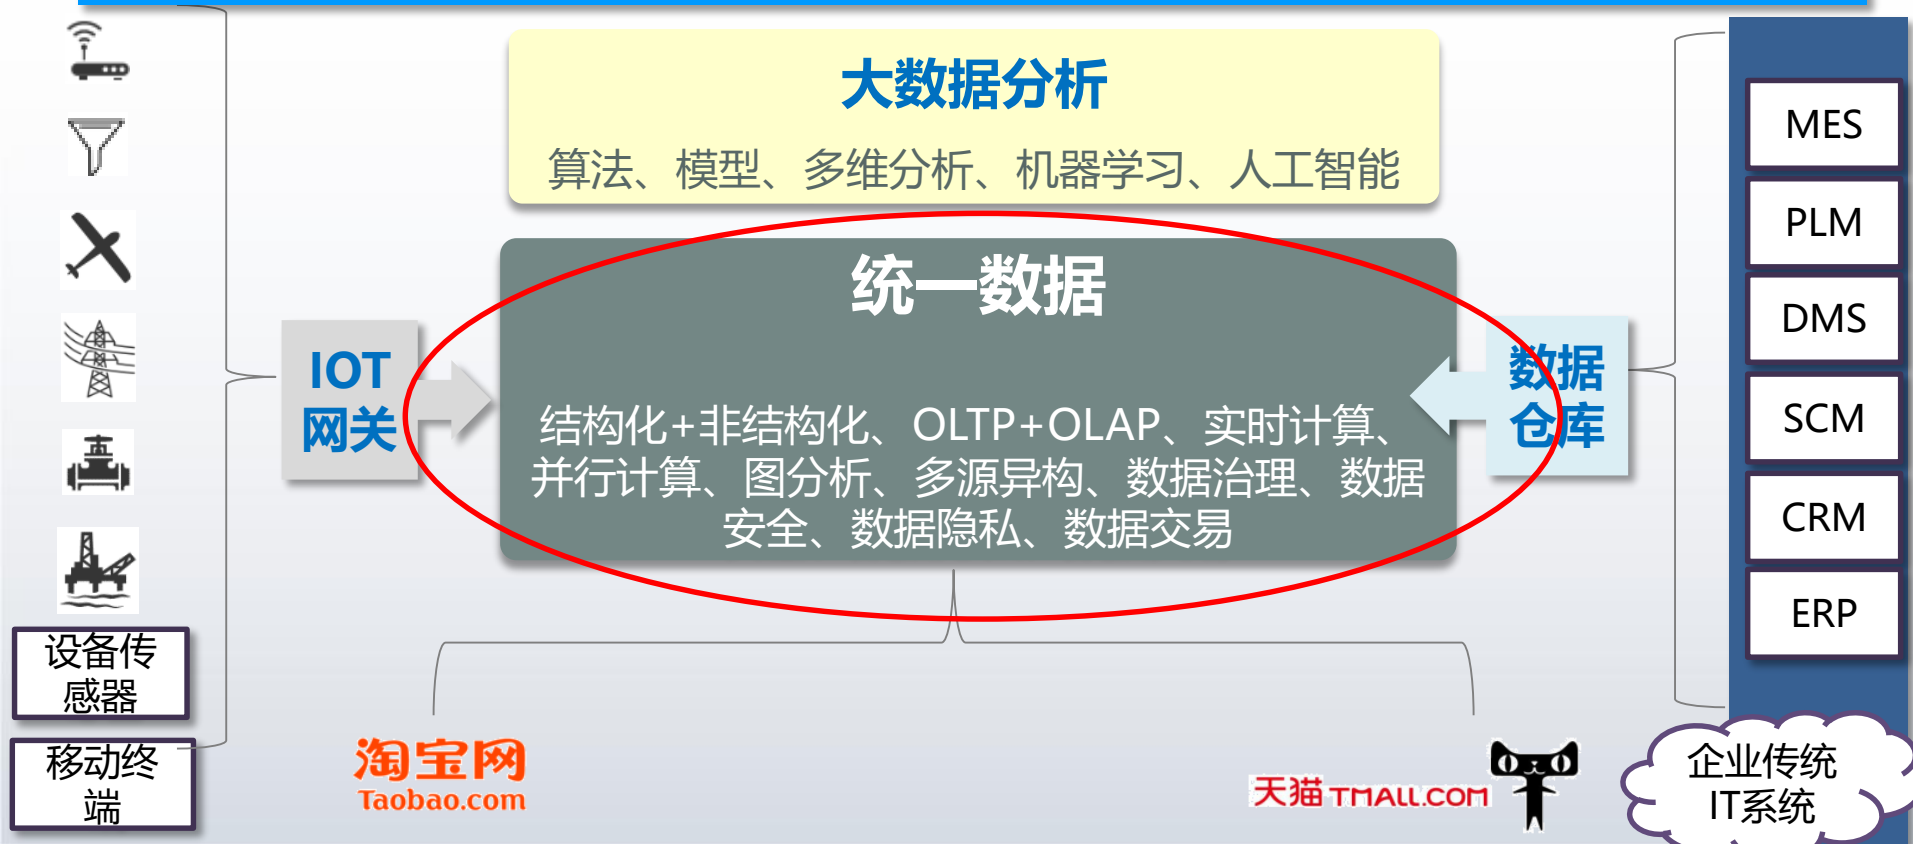 大数据分析
算法、模型、多维分析、机器学习、人工智能
统一数据
结构化+非结构化、OLTP+OLAP、实时计算、
并行计算、图分析、多源异构、数据治理、数据
安全、数据隐私、数据交易
IOT
网关
数据
仓库
设备传
感器
移动终
端
淘宝网
Taobao.com
天猫 TMALL.COM
MES
PLM
DMS
SCM
CRM
ERP
企业传统
IT系统